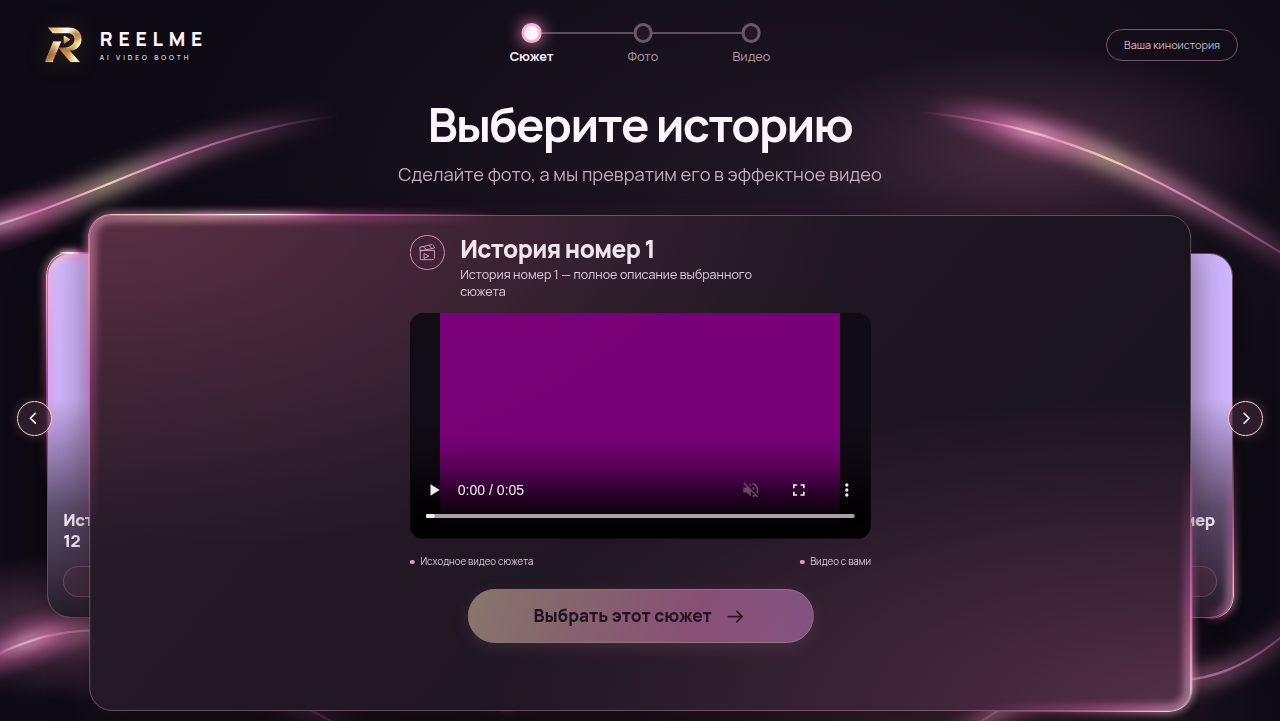 REELME
AI VIDEO BOOTH
Сюжет
Фото
Видео
Ваша киноистория
Выберите историю
Сделайте фото, а мы превратим его в эффектное видео
История номер 1
История номер 1 — полное описание выбранного
сюжета
0:00 / 0:05
12
Исходное видео сюжета
Видео с вами
Выбрать этот сюжет